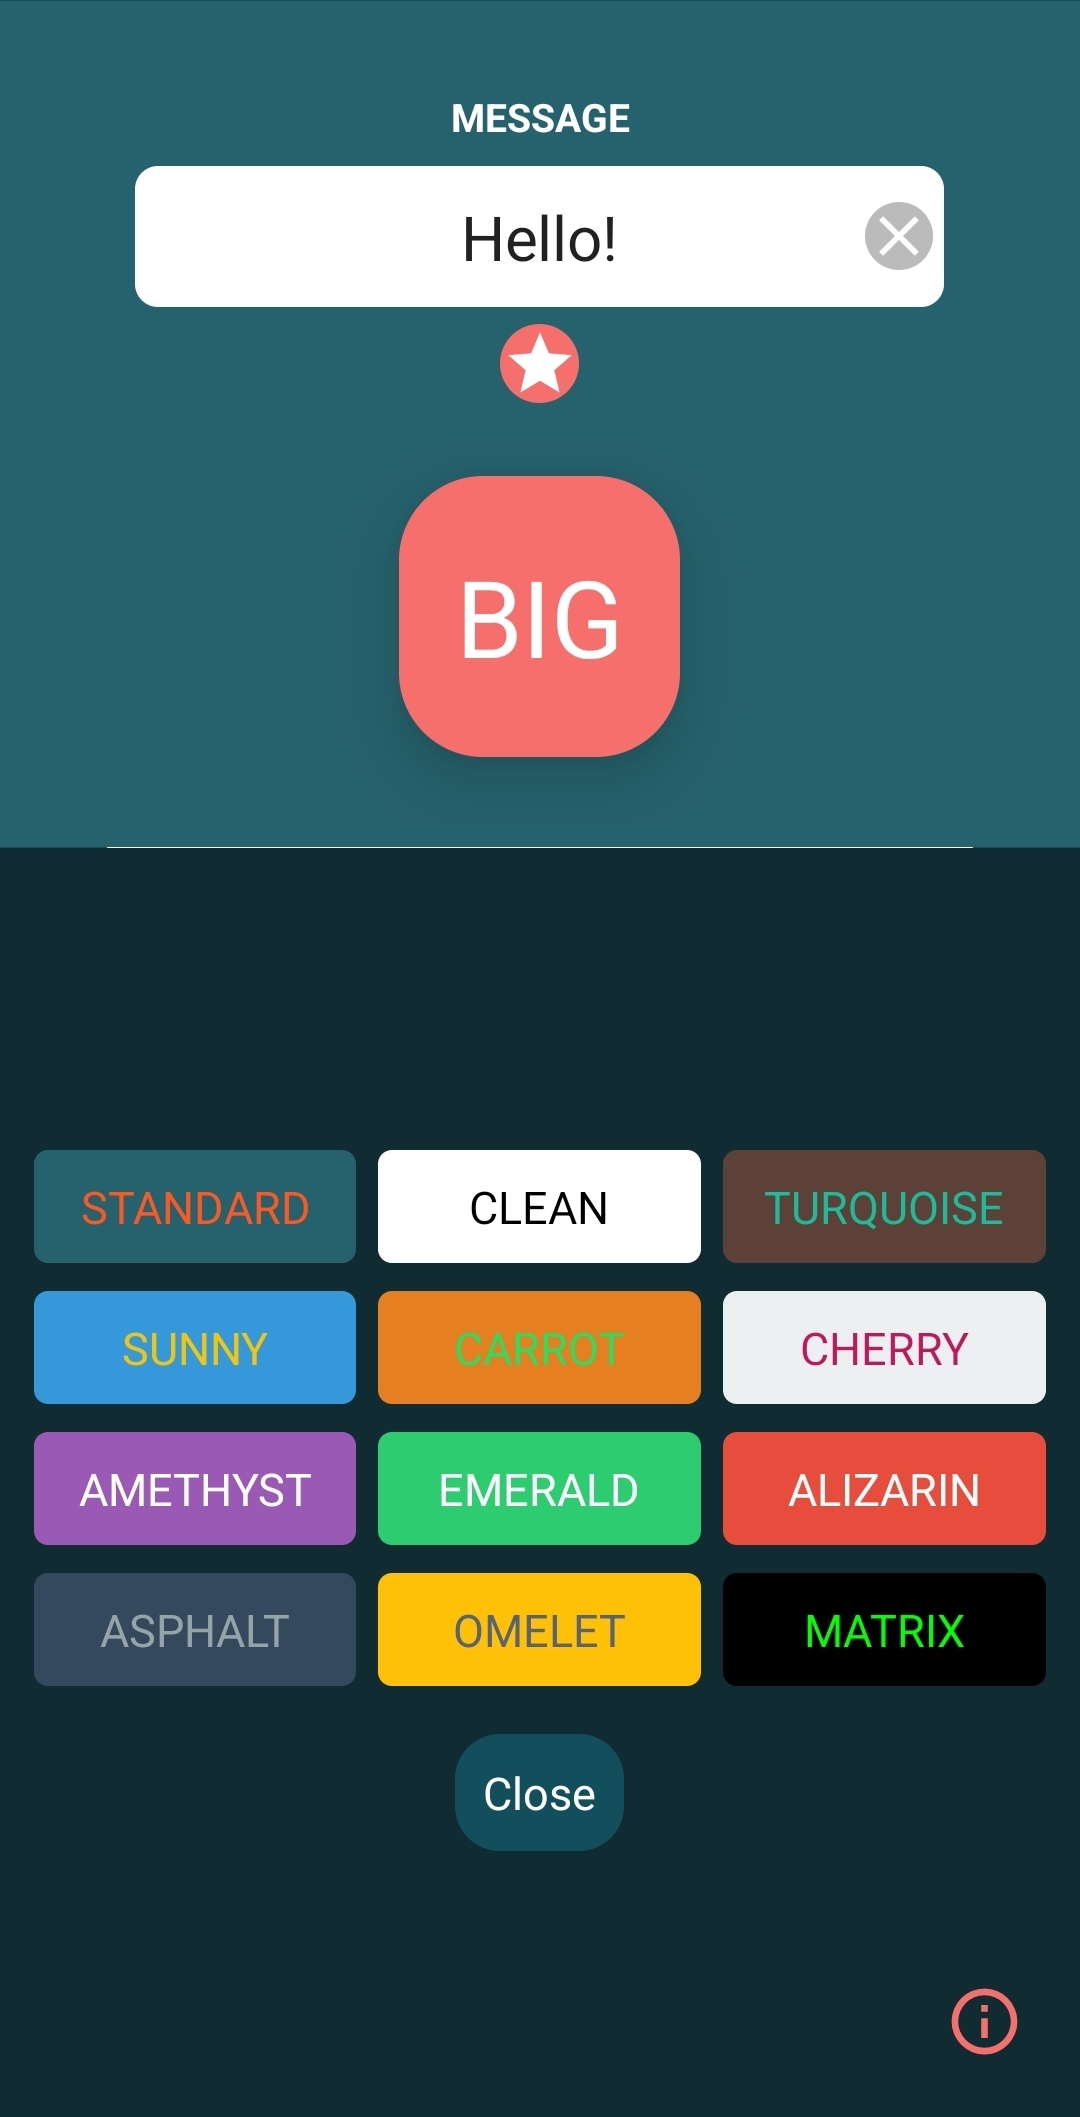 MESSAGE
Hello!
BIG
STANDARD CLEAN TURQUOISE
SUNNY CARROT CHERRY
AMETHYST EMERALD ALIZARIN
ASPHALT OMELET MATRIX
Close